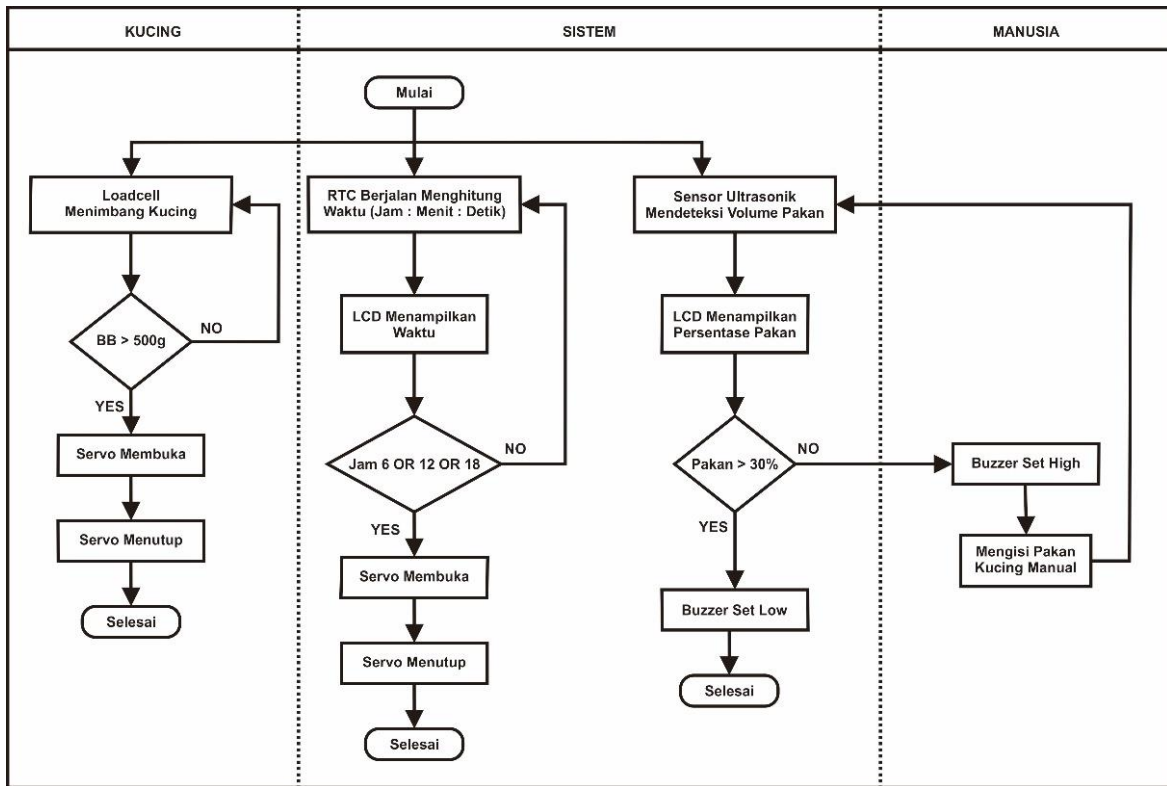 KUCING
SISTEM
MANUSIA
Mulai
Loadcell
Menimbang Kucing
BB > 500g
NO
YES
Servo Membuka
Servo Menutup
Selesai
RTC Berjalan Menghitung
Waktu (Jam : Menit : Detik)
LCD Menampilkan
Waktu
Jam 6 OR 12 OR 18
NO
YES
Servo Membuka
Servo Menutup
Selesai
Sensor Ultrasonik
Mendeteksi Volume Pakan
LCD Menampilkan
Persentase Pakan
Pakan > 30%
NO
YES
Buzzer Set Low
Selesai
Buzzer Set High
Mengisi Pakan
Kucing Manual